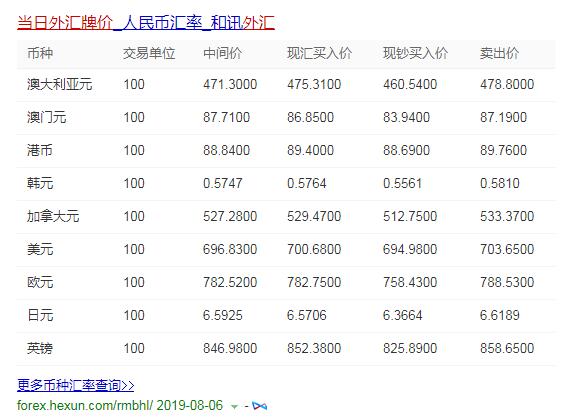 当日外汇牌价_人民币汇率_和讯外汇
币种 交易单位 中间价 现汇买入价 现钞买入价 卖出价
澳大利亚元 100 471.3000 475.3100 460.5400 478.8000
澳门元 100 87.7100 86.8500 83.9400 87.1900
港币 100 88.8400 89.4000 88.6900 89.7600
韩元 100 0.5747 0.5764 0.5561 0.5810
加拿大元 100 527.2800 529.4700 512.7500 533.3700
美元 100 696.8300 700.6800 694.9800 703.6500
欧元 100 782.5200 782.7500 758.4300 788.5300
日元 100 6.5925 6.5706 6.3664 6.6189
英镑 100 846.9800 852.3800 825.8900 858.6500
更多币种汇率查询>>
forex.hexun.com/rmbhl/ 2019-08-06 -